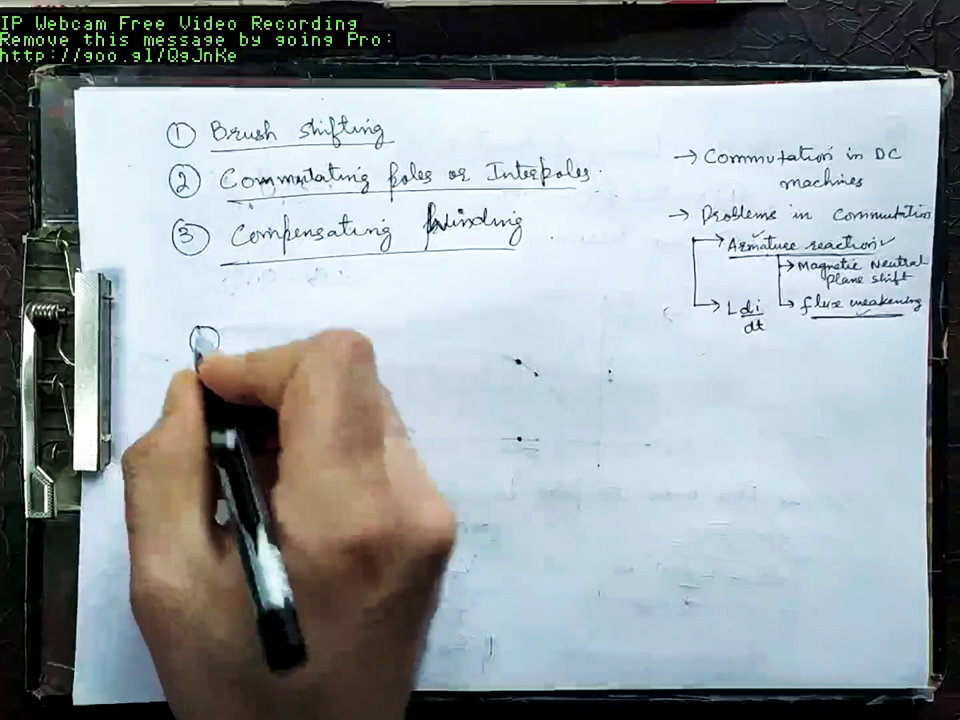 IP Webcam Free Video Recording
Remove this message by going Pro:
http://goo.gl/QgJnKe
① Brush shifting
② Commutating poles or Interpoles.
③ Compensating Winding
→ Commutation in DC
machines
→ Problems in Commutation
→ Armature reaction ✓
→ Magnetic Neutral
Plane shift
→ flux weakening
→ L di/dt